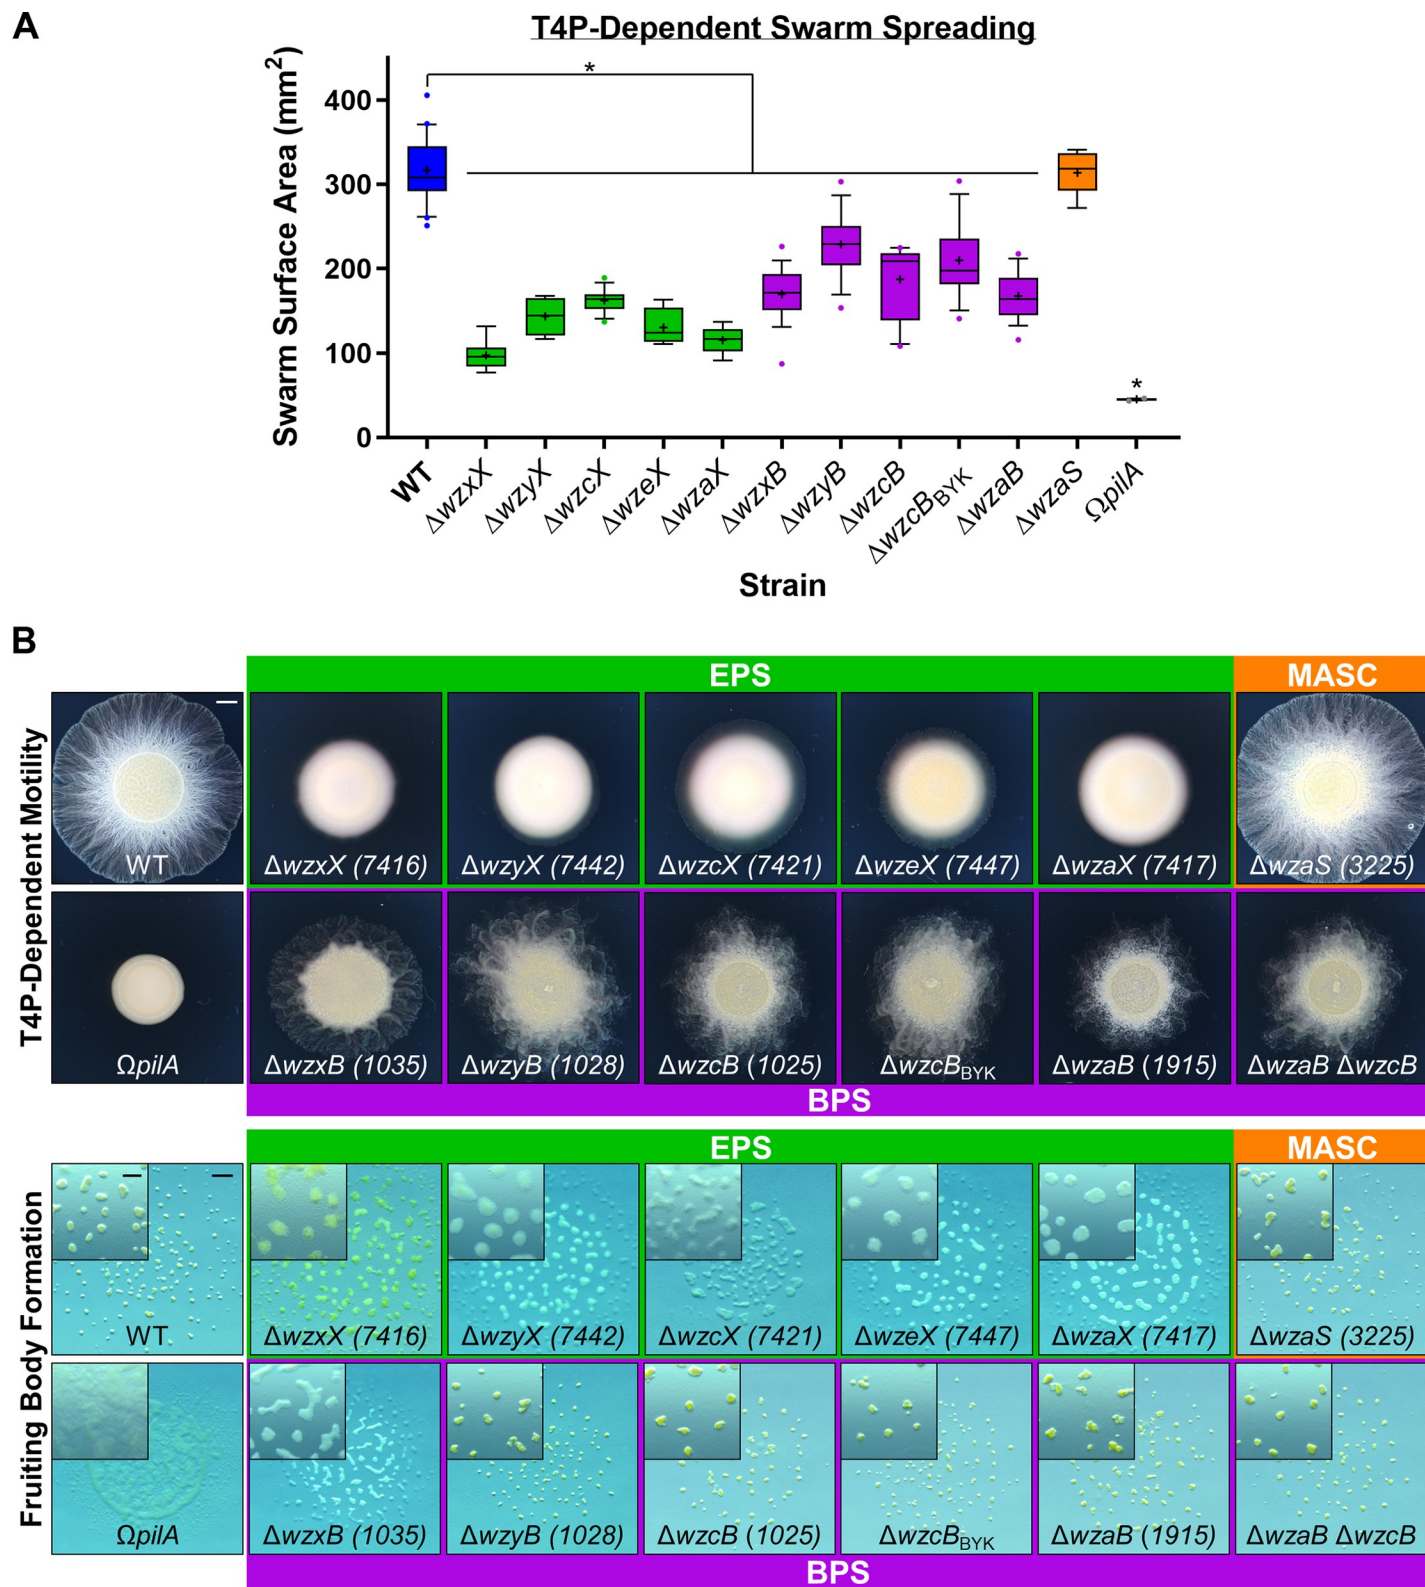 A
T4P-Dependent Swarm Spreading
*
Swarm Surface Area (mm²)
400
300
200
100
0
*
WT
ΔwzxX
ΔwzyX
ΔwzcX
ΔwzeX
ΔwzaX
ΔwzxB
ΔwzyB
ΔwzcB
ΔwzcB_BYK
ΔwzaB
ΔwzaS
ΩpilA
Strain
B
EPS
MASC
T4P-Dependent Motility
WT
ΔwzxX (7416)
ΔwzyX (7442)
ΔwzcX (7421)
ΔwzeX (7447)
ΔwzaX (7417)
ΔwzaS (3225)
ΩpilA
ΔwzxB (1035)
ΔwzyB (1028)
ΔwzcB (1025)
ΔwzcB_BYK
ΔwzaB (1915)
ΔwzaB ΔwzcB
BPS
EPS
MASC
Fruiting Body Formation
WT
ΔwzxX (7416)
ΔwzyX (7442)
ΔwzcX (7421)
ΔwzeX (7447)
ΔwzaX (7417)
ΔwzaS (3225)
ΩpilA
ΔwzxB (1035)
ΔwzyB (1028)
ΔwzcB (1025)
ΔwzcB_BYK
ΔwzaB (1915)
ΔwzaB ΔwzcB
BPS